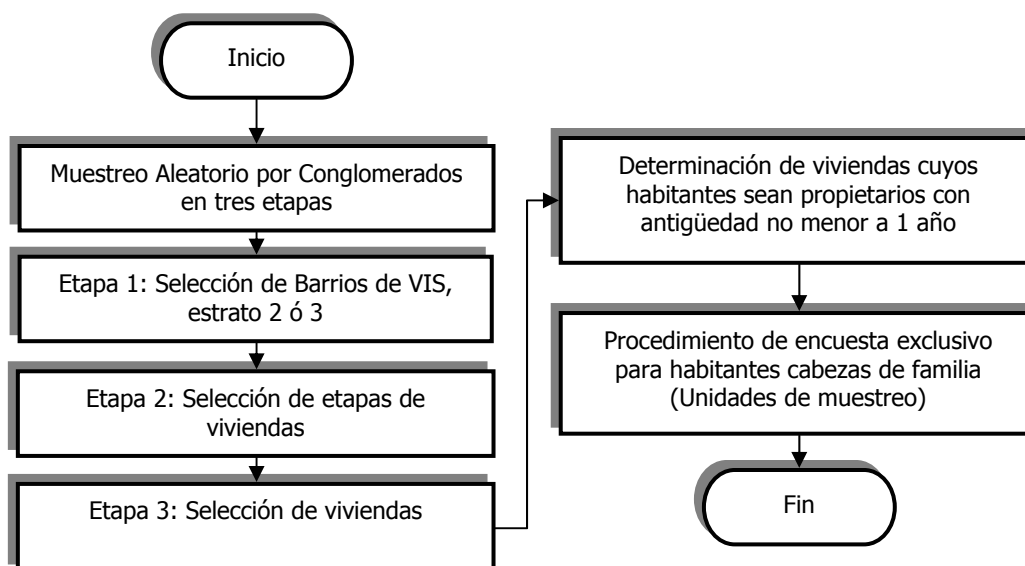 Inicio
Muestreo Aleatorio por Conglomerados
en tres etapas
Etapa 1: Selección de Barrios de VIS,
estrato 2 ó 3
Etapa 2: Selección de etapas de
viviendas
Etapa 3: Selección de viviendas
Determinación de viviendas cuyos
habitantes sean propietarios con
antigüedad no menor a 1 año
Procedimiento de encuesta exclusivo
para habitantes cabezas de familia
(Unidades de muestreo)
Fin